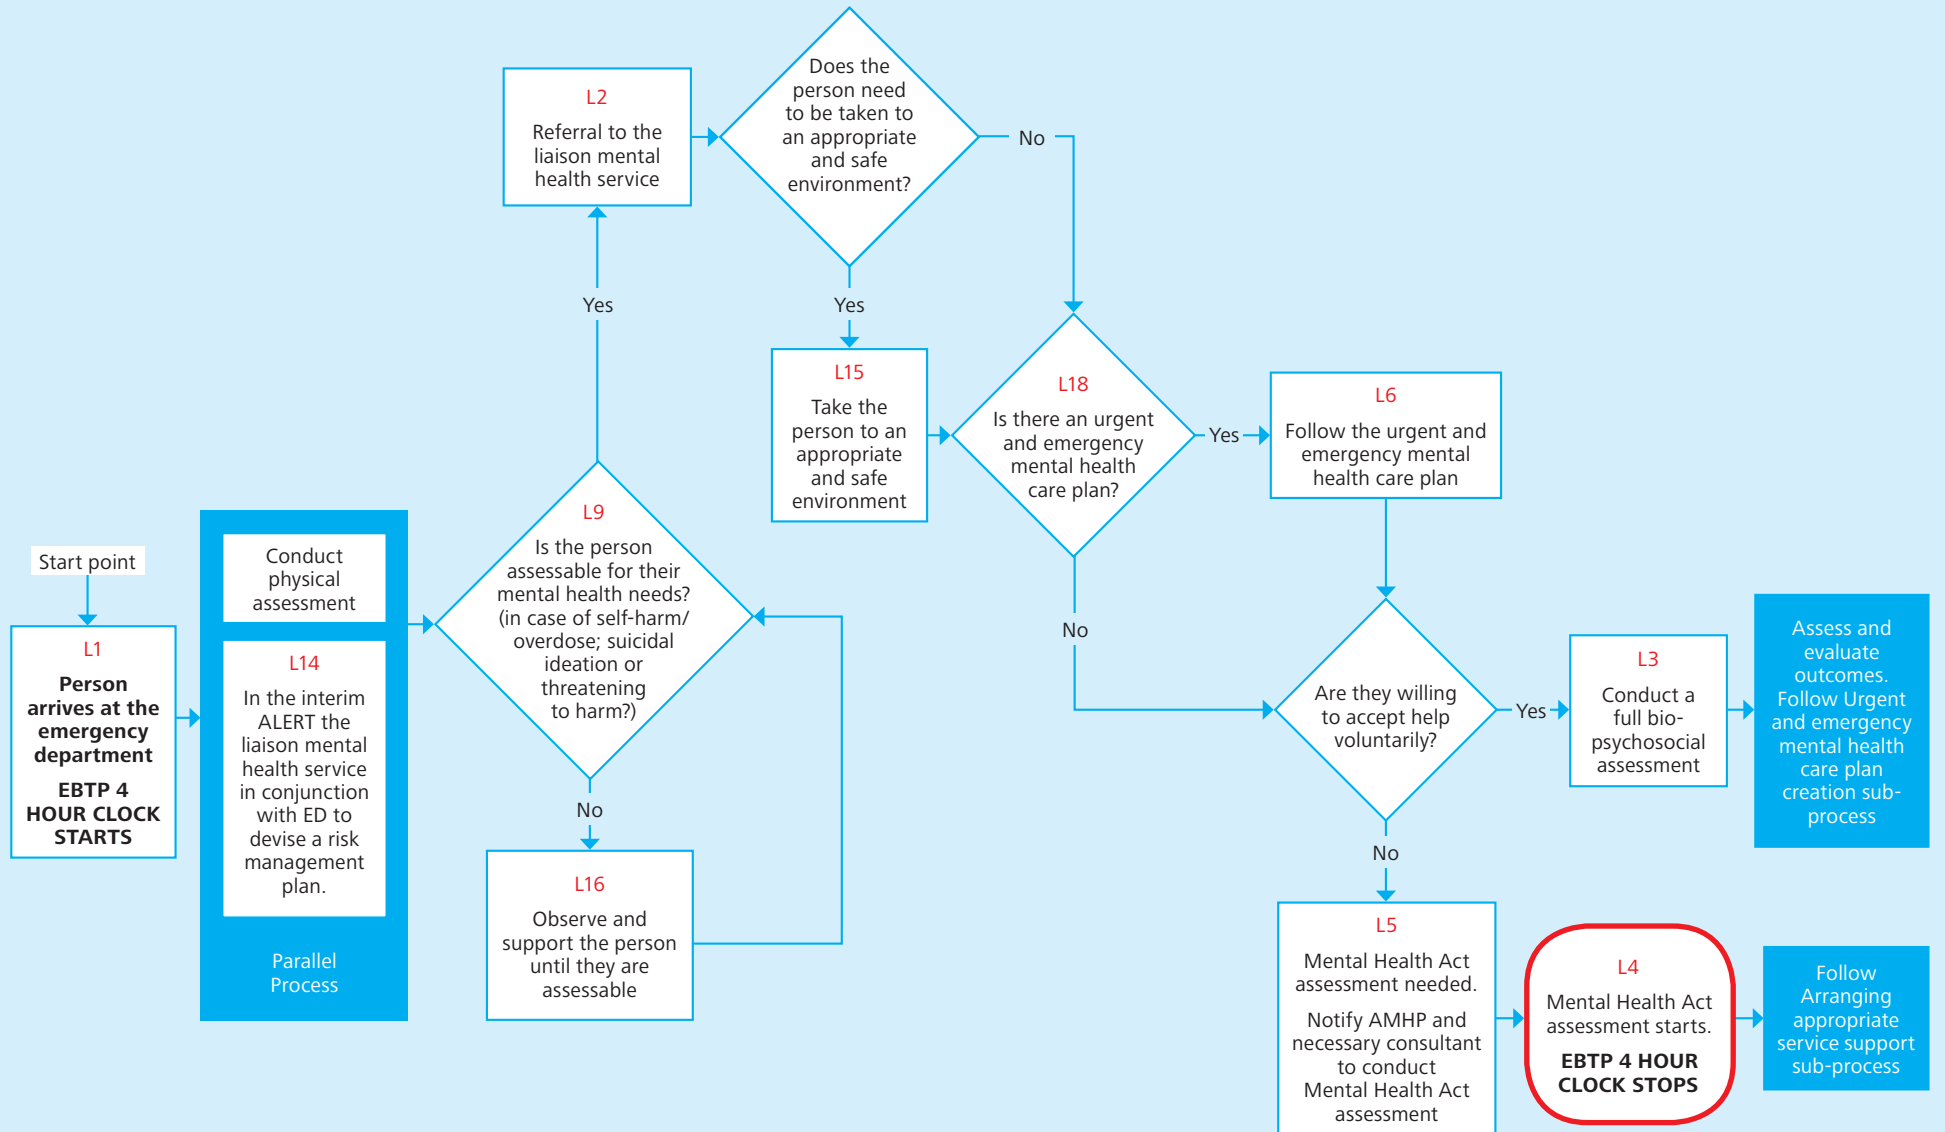 Start point
L1
Person
arrives at the
emergency
department
EBTP 4
HOUR CLOCK
STARTS
Conduct
physical
assessment
L14
In the interim
ALERT the
liaison mental
health service
in conjunction
with ED to
devise a risk
management
plan.
Parallel
Process
L9
Is the person
assessable for their
mental health needs?
(in case of self-harm/
overdose; suicidal
ideation or
threatening
to harm?)
No
L16
Observe and
support the person
until they are
assessable
Yes
L2
Referral to the
liaison mental
health service
Does the
person need
to be taken to
an appropriate
and safe
environment?
No
Yes
L15
Take the
person to an
appropriate
and safe
environment
L18
Is there an urgent
and emergency
mental health
care plan?
Yes
No
L6
Follow the urgent and
emergency mental
health care plan
Are they willing
to accept help
voluntarily?
Yes
L3
Conduct a
full bio-
psychosocial
assessment
Assess and
evaluate
outcomes.
Follow Urgent
and emergency
mental health
care plan
creation sub-
process
No
L5
Mental Health Act
assessment needed.
Notify AMHP and
necessary consultant
to conduct
Mental Health Act
assessment
L4
Mental Health Act
assessment starts.
EBTP 4 HOUR
CLOCK STOPS
Follow
Arranging
appropriate
service support
sub-process